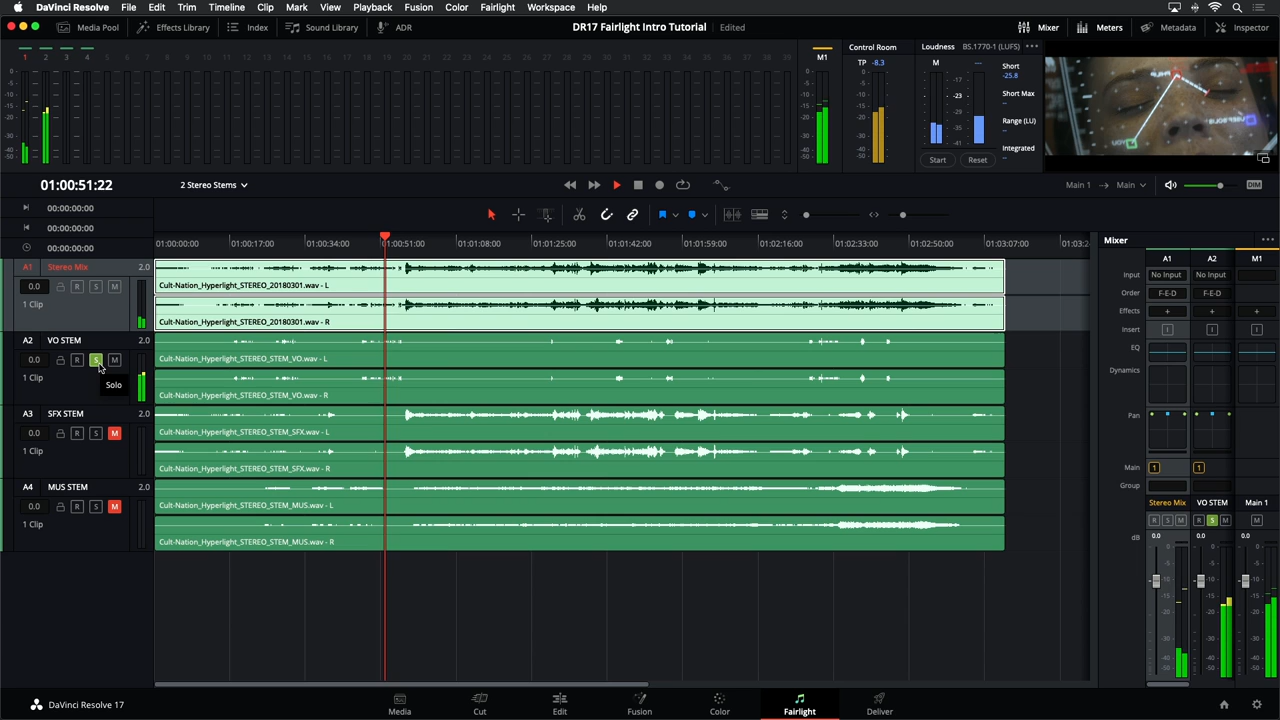 DaVinci Resolve File Edit Trim Timeline Clip Mark View Playback Fusion Color Fairlight Workspace Help
Media Pool Effects Library Index Sound Library ADR DR17 Fairlight Intro Tutorial Edited Mixer Meters Metadata Inspector
M1 Control Room Loudness BS.1770-1 (LUFS)
TP -8.3 M Short
-25.8
Short Max
Range (LU)
Integrated
Start Reset
01:00:51:22 2 Stereo Stems Main 1 Main DIM
00:00:00:00
00:00:00:00
00:00:00:00
01:00:00:00 01:00:17:00 01:00:34:00 01:00:51:00 01:01:08:00 01:01:25:00 01:01:42:00 01:01:59:00 01:02:16:00 01:02:33:00 01:02:50:00 01:03:07:00 01:03:2
A1 Stereo Mix 2.0
0.0 R S M
1 Clip
Cult-Nation_Hyperlight_STEREO_20180301.wav - L
Cult-Nation_Hyperlight_STEREO_20180301.wav - R
A2 VO STEM 2.0
0.0 R S M
1 Clip
Solo
Cult-Nation_Hyperlight_STEREO_STEM_VO.wav - L
Cult-Nation_Hyperlight_STEREO_STEM_VO.wav - R
A3 SFX STEM 2.0
0.0 R S M
1 Clip
Cult-Nation_Hyperlight_STEREO_STEM_SFX.wav - L
Cult-Nation_Hyperlight_STEREO_STEM_SFX.wav - R
A4 MUS STEM 2.0
0.0 R S M
1 Clip
Cult-Nation_Hyperlight_STEREO_STEM_MUS.wav - L
Cult-Nation_Hyperlight_STEREO_STEM_MUS.wav - R
Mixer
A1 A2 M1
Input No Input No Input
Order F-E-D F-E-D
Effects + + +
Insert
EQ
Dynamics
Pan
Main 1 1
Group
Stereo Mix VO STEM Main 1
R S M R S M M
dB 0.0 0.0 0.0
DaVinci Resolve 17 Media Cut Edit Fusion Color Fairlight Deliver